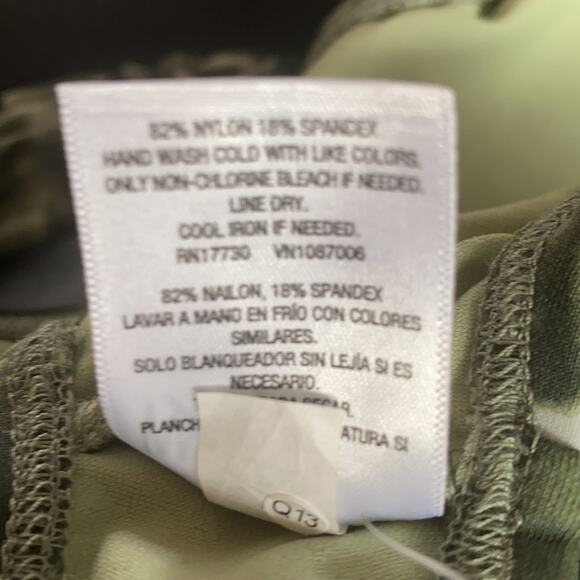 82% NYLON 18% SPANDEX
HAND WASH COLD WITH LIKE COLORS.
ONLY NON-CHLORINE BLEACH IF NEEDED.
LINE DRY.
COOL IRON IF NEEDED.
RN17730 VN1087006
82% NAILON, 18% SPANDEX
LAVAR A MANO EN FRÍO CON COLORES
SIMILARES.
SOLO BLANQUEADOR SIN LEJÍA SI ES
NECESARIO.
SECAR.
PLANCH ATURA SI
Q13